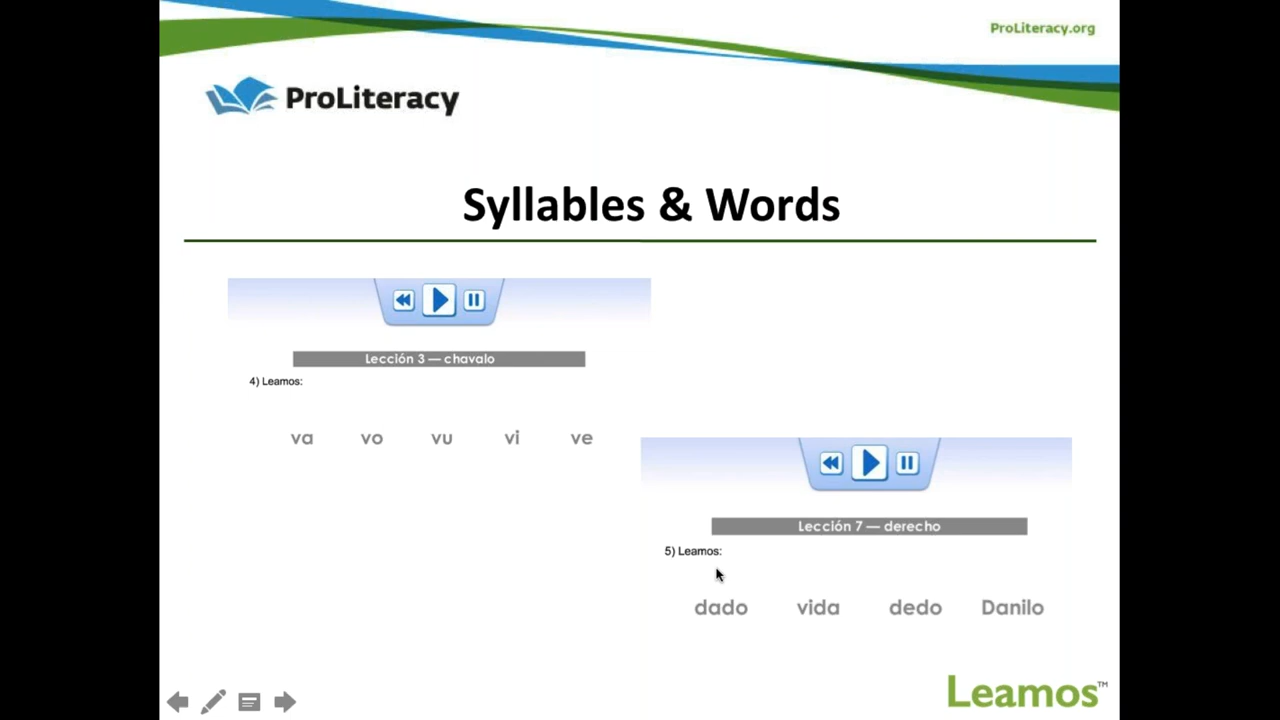 ProLiteracy.org
ProLiteracy
Syllables & Words
Lección 3 — chavalo
4) Leamos:
va vo vu vi ve
Lección 7 — derecho
5) Leamos:
dado vida dedo Danilo
Leamos™